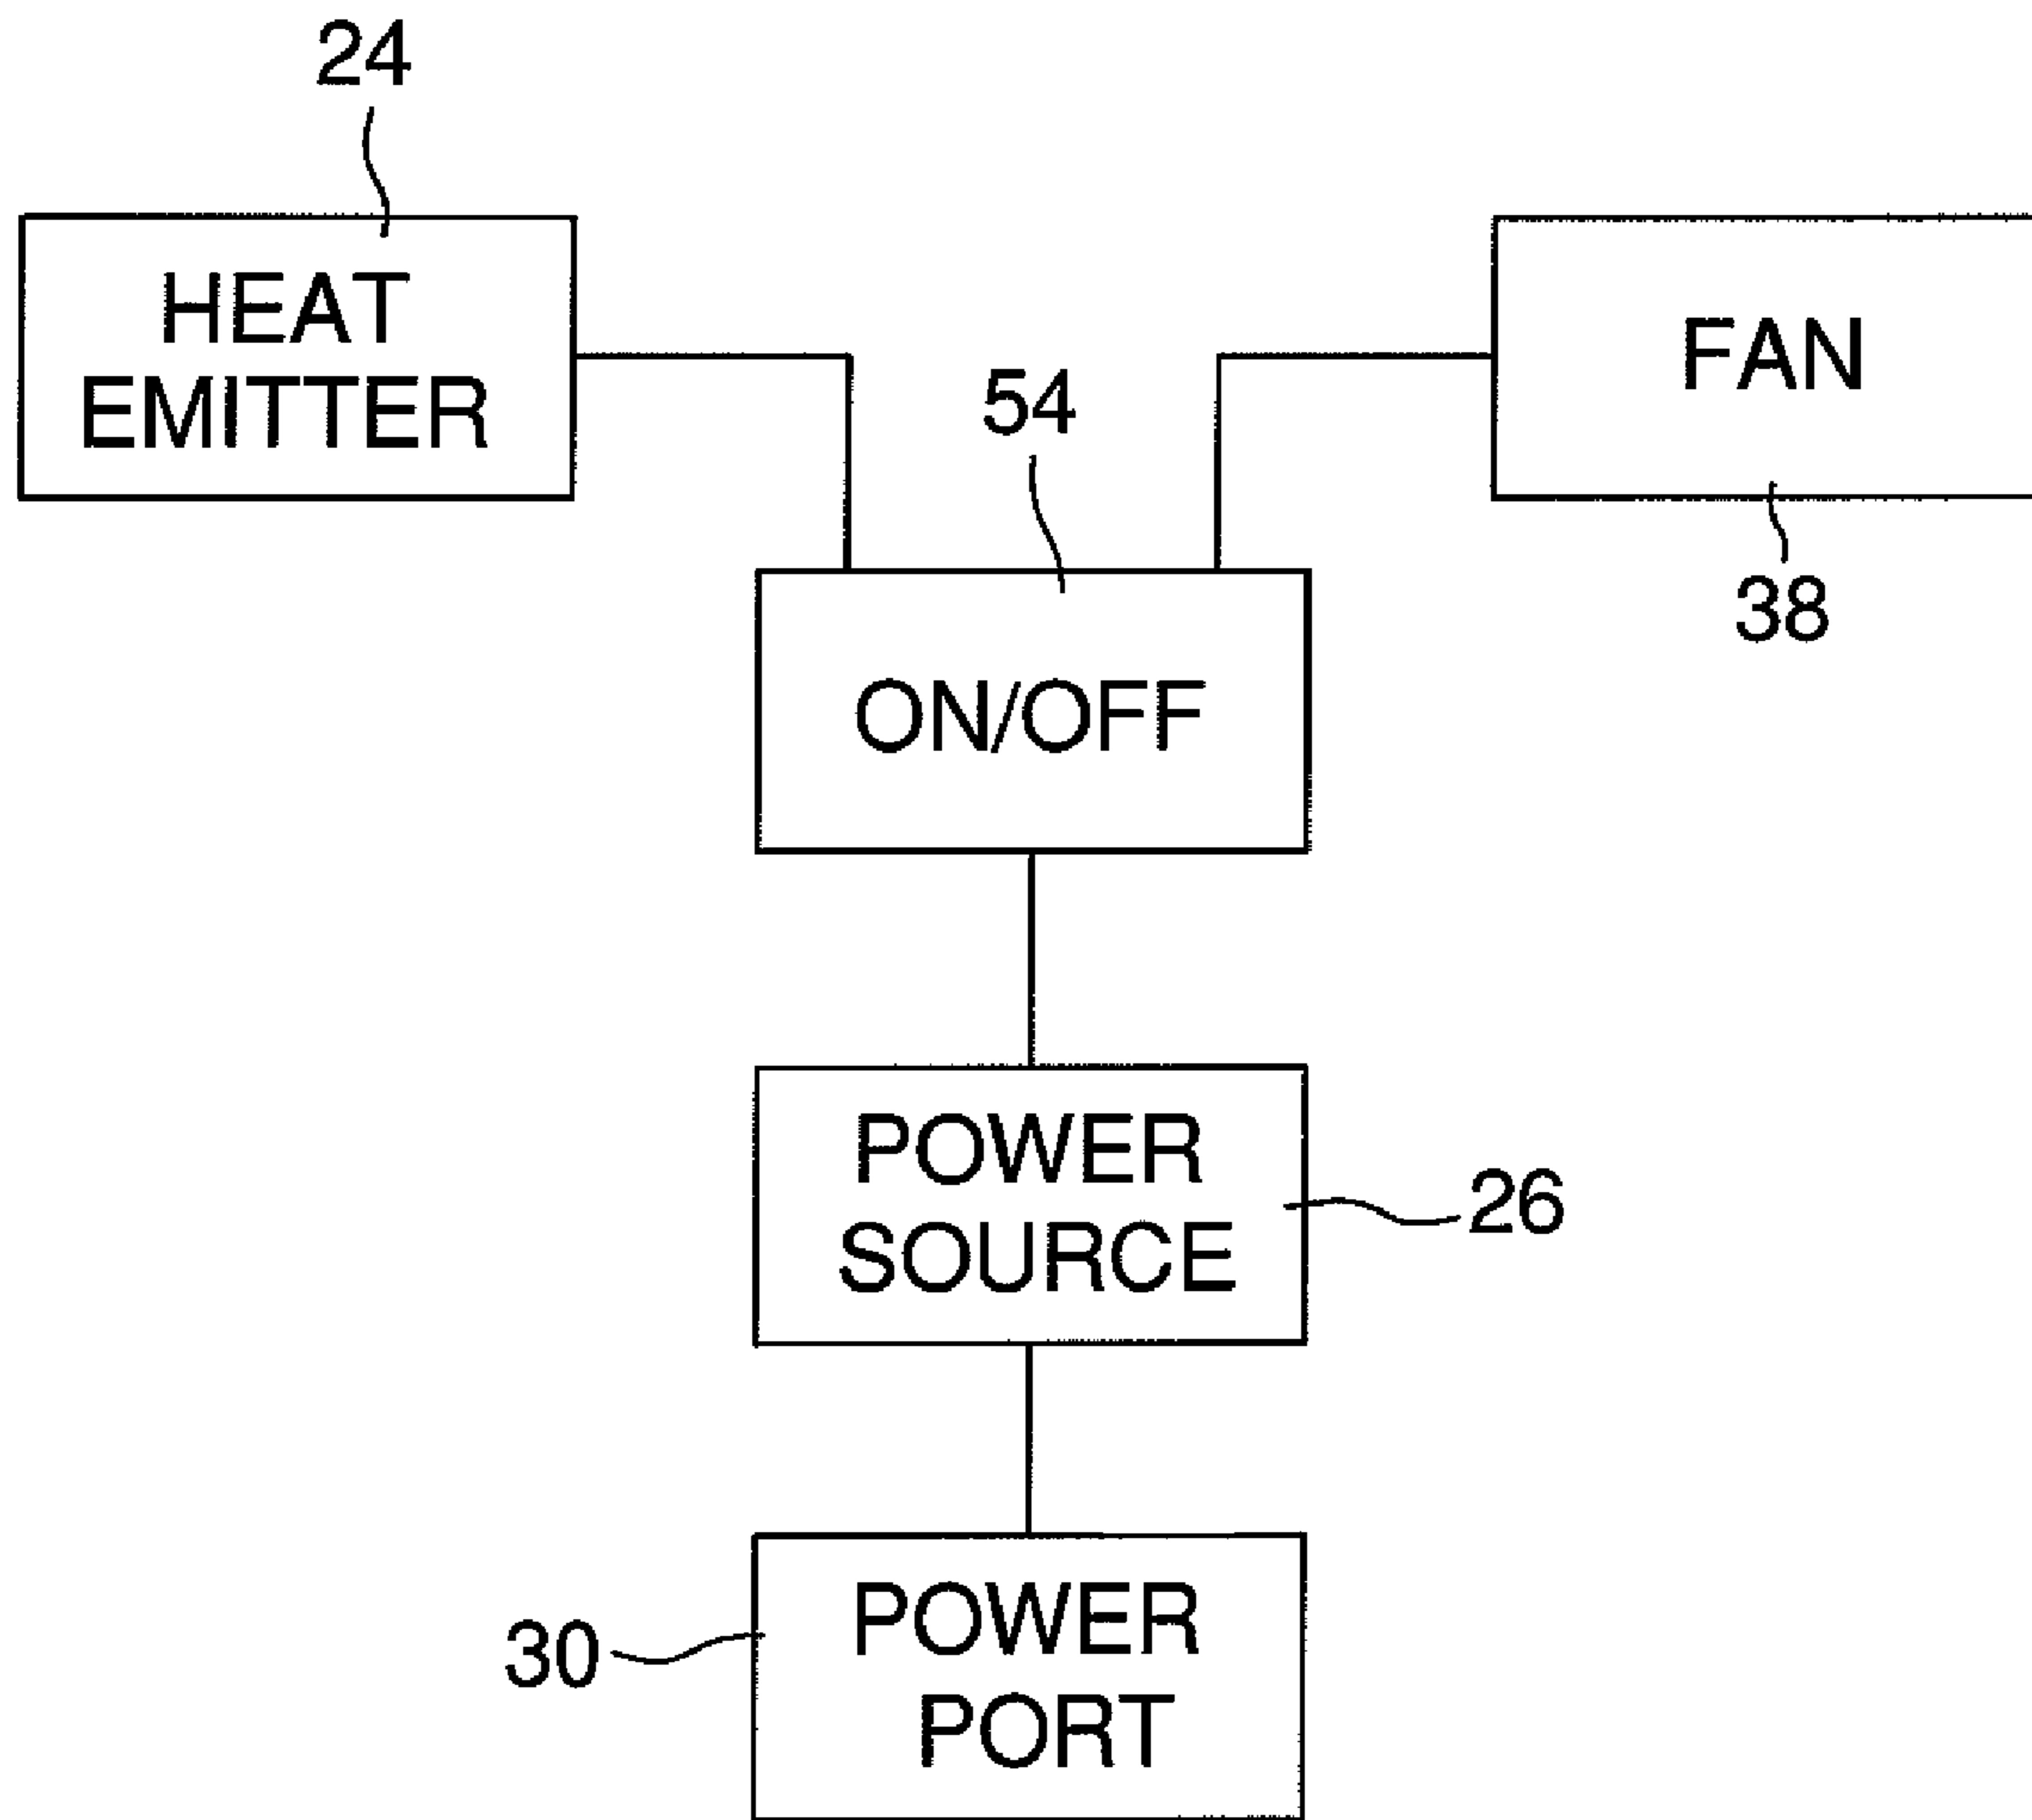 24
HEAT
EMITTER
FAN
54
38
ON/OFF
POWER
SOURCE
26
30
POWER
PORT